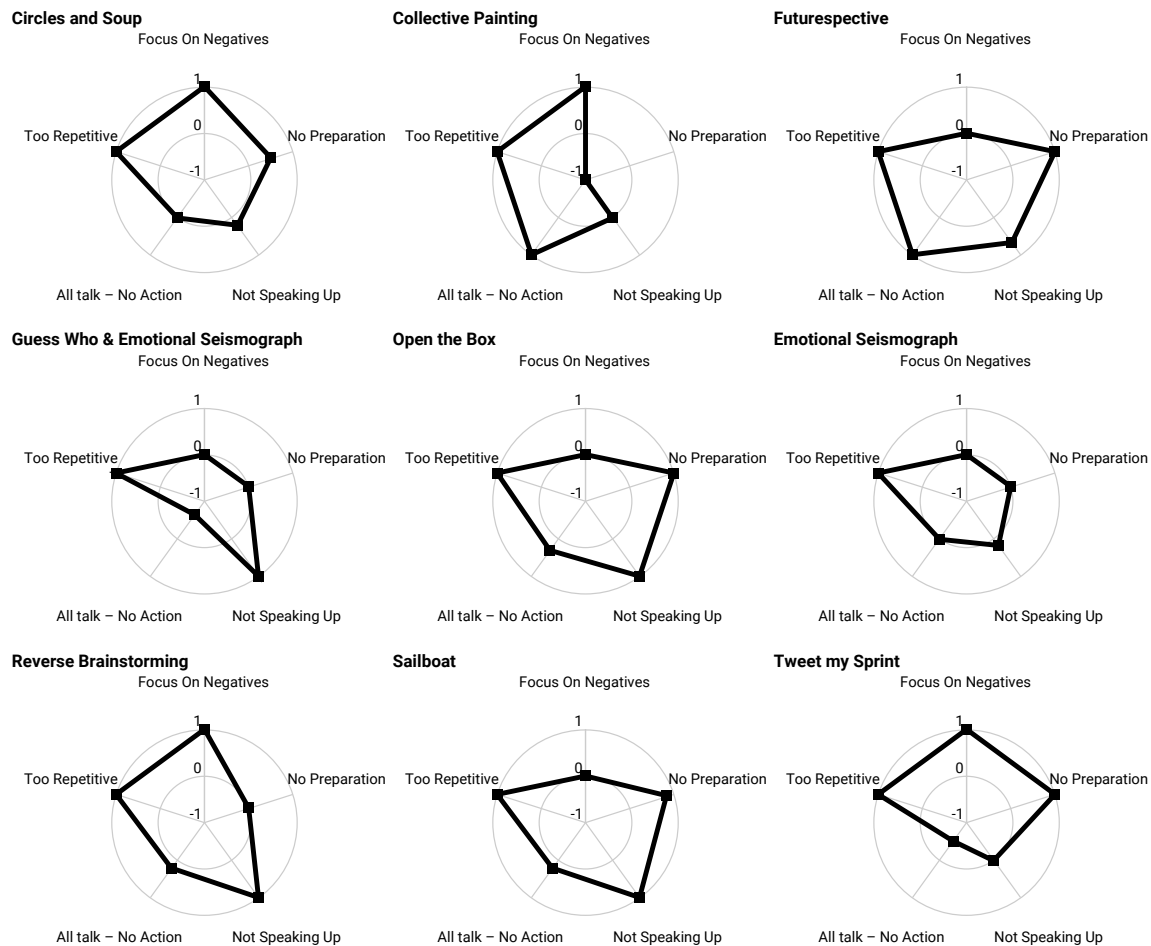 Circles and Soup
Focus On Negatives
1
Too Repetitive
0
No Preparation
-1
All talk – No Action
Not Speaking Up
Collective Painting
Focus On Negatives
1
Too Repetitive
0
No Preparation
-1
All talk – No Action
Not Speaking Up
Futurespective
Focus On Negatives
1
Too Repetitive
0
No Preparation
-1
All talk – No Action
Not Speaking Up
Guess Who & Emotional Seismograph
Focus On Negatives
1
Too Repetitive
0
No Preparation
-1
All talk – No Action
Not Speaking Up
Open the Box
Focus On Negatives
1
Too Repetitive
0
No Preparation
-1
All talk – No Action
Not Speaking Up
Emotional Seismograph
Focus On Negatives
1
Too Repetitive
0
No Preparation
-1
All talk – No Action
Not Speaking Up
Reverse Brainstorming
Focus On Negatives
1
Too Repetitive
0
No Preparation
-1
All talk – No Action
Not Speaking Up
Sailboat
Focus On Negatives
1
Too Repetitive
0
No Preparation
-1
All talk – No Action
Not Speaking Up
Tweet my Sprint
Focus On Negatives
1
Too Repetitive
0
No Preparation
-1
All talk – No Action
Not Speaking Up